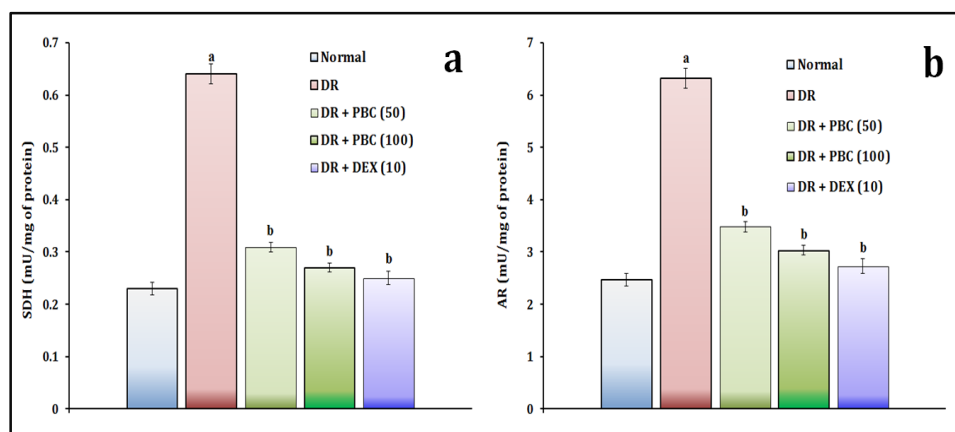 a
SDH (mU/mg of protein)
0.7
0.6
0.5
0.4
0.3
0.2
0.1
0
a
b
b
b
Normal
DR
DR + PBC (50)
DR + PBC (100)
DR + DEX (10)
b
AR (mU/mg of protein)
7
6
5
4
3
2
1
0
a
b
b
b
Normal
DR
DR + PBC (50)
DR + PBC (100)
DR + DEX (10)